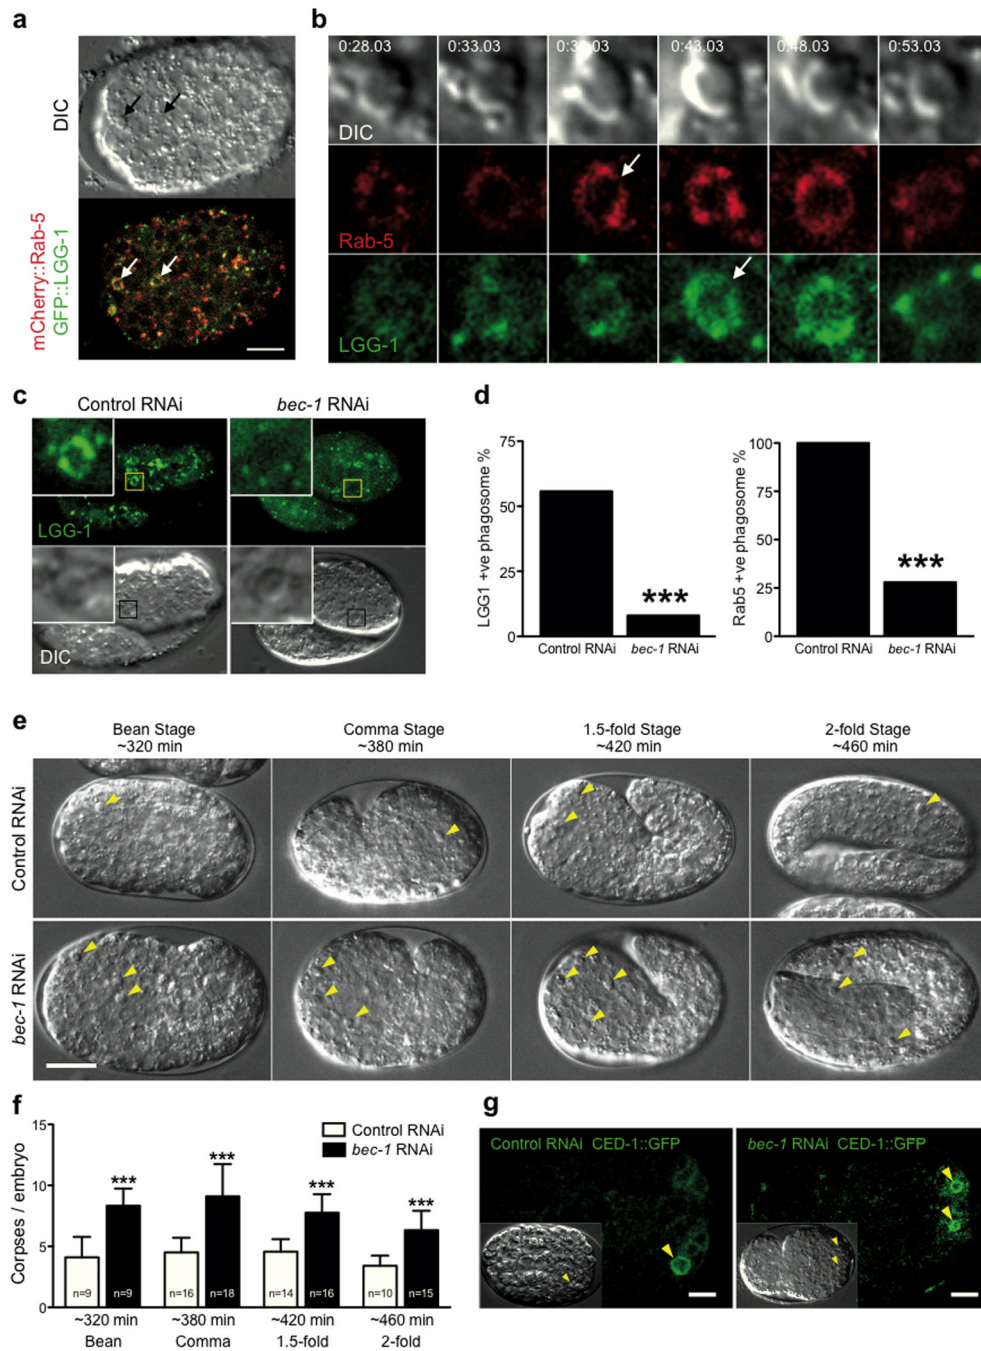 a
DIC
mCherry::Rab-5
GFP::LGG-1
b
0:28.03 0:33.03 0:38.03 0:43.03 0:48.03 0:53.03
DIC
Rab-5
LGG-1
c
Control RNAi bec-1 RNAi
LGG-1
DIC
d
LGG1 +ve phagosome %
75
50
25
0
***
Control RNAi bec-1 RNAi
Rab5 +ve phagosome %
100
75
50
25
0
***
Control RNAi bec-1 RNAi
e
Bean Stage Comma Stage 1.5-fold Stage 2-fold Stage
~320 min ~380 min ~420 min ~460 min
Control RNAi
bec-1 RNAi
f
Corpses / embryo
15
10
5
0
Control RNAi
bec-1 RNAi
*** *** *** ***
n=9 n=9 n=16 n=18 n=14 n=16 n=10 n=15
~320 min ~380 min ~420 min ~460 min
Bean Comma 1.5-fold 2-fold
g
Control RNAi CED-1::GFP
bec-1 RNAi CED-1::GFP